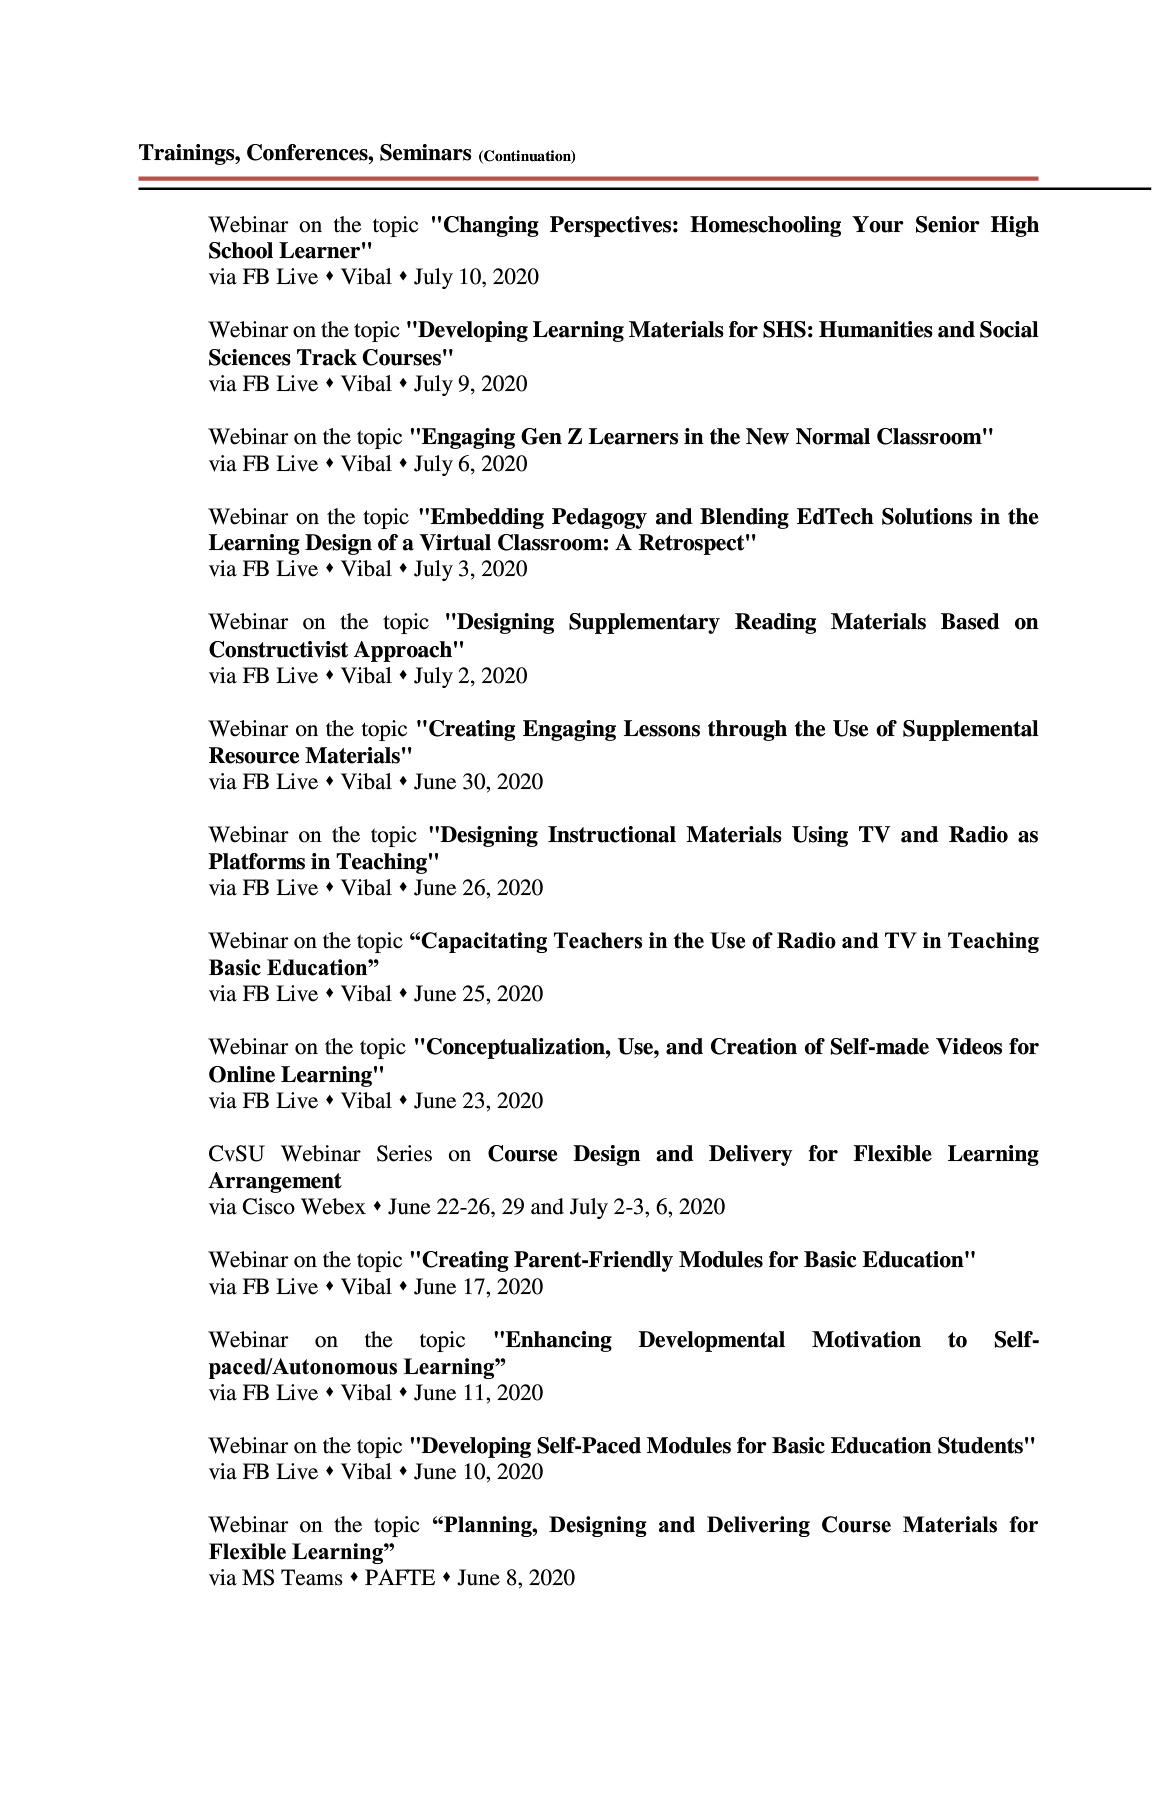 Trainings, Conferences, Seminars (Continuation)
Webinar on the topic "Changing Perspectives: Homeschooling Your Senior High
School Learner"
via FB Live ⬧ Vibal ⬧ July 10, 2020
Webinar on the topic "Developing Learning Materials for SHS: Humanities and Social
Sciences Track Courses"
via FB Live ⬧ Vibal ⬧ July 9, 2020
Webinar on the topic "Engaging Gen Z Learners in the New Normal Classroom"
via FB Live ⬧ Vibal ⬧ July 6, 2020
Webinar on the topic "Embedding Pedagogy and Blending EdTech Solutions in the
Learning Design of a Virtual Classroom: A Retrospect"
via FB Live ⬧ Vibal ⬧ July 3, 2020
Webinar on the topic "Designing Supplementary Reading Materials Based on
Constructivist Approach"
via FB Live ⬧ Vibal ⬧ July 2, 2020
Webinar on the topic "Creating Engaging Lessons through the Use of Supplemental
Resource Materials"
via FB Live ⬧ Vibal ⬧ June 30, 2020
Webinar on the topic "Designing Instructional Materials Using TV and Radio as
Platforms in Teaching"
via FB Live ⬧ Vibal ⬧ June 26, 2020
Webinar on the topic “Capacitating Teachers in the Use of Radio and TV in Teaching
Basic Education”
via FB Live ⬧ Vibal ⬧ June 25, 2020
Webinar on the topic "Conceptualization, Use, and Creation of Self-made Videos for
Online Learning"
via FB Live ⬧ Vibal ⬧ June 23, 2020
CvSU Webinar Series on Course Design and Delivery for Flexible Learning
Arrangement
via Cisco Webex ⬧ June 22-26, 29 and July 2-3, 6, 2020
Webinar on the topic "Creating Parent-Friendly Modules for Basic Education"
via FB Live ⬧ Vibal ⬧ June 17, 2020
Webinar on the topic "Enhancing Developmental Motivation to Self-
paced/Autonomous Learning”
via FB Live ⬧ Vibal ⬧ June 11, 2020
Webinar on the topic "Developing Self-Paced Modules for Basic Education Students"
via FB Live ⬧ Vibal ⬧ June 10, 2020
Webinar on the topic “Planning, Designing and Delivering Course Materials for
Flexible Learning”
via MS Teams ⬧ PAFTE ⬧ June 8, 2020